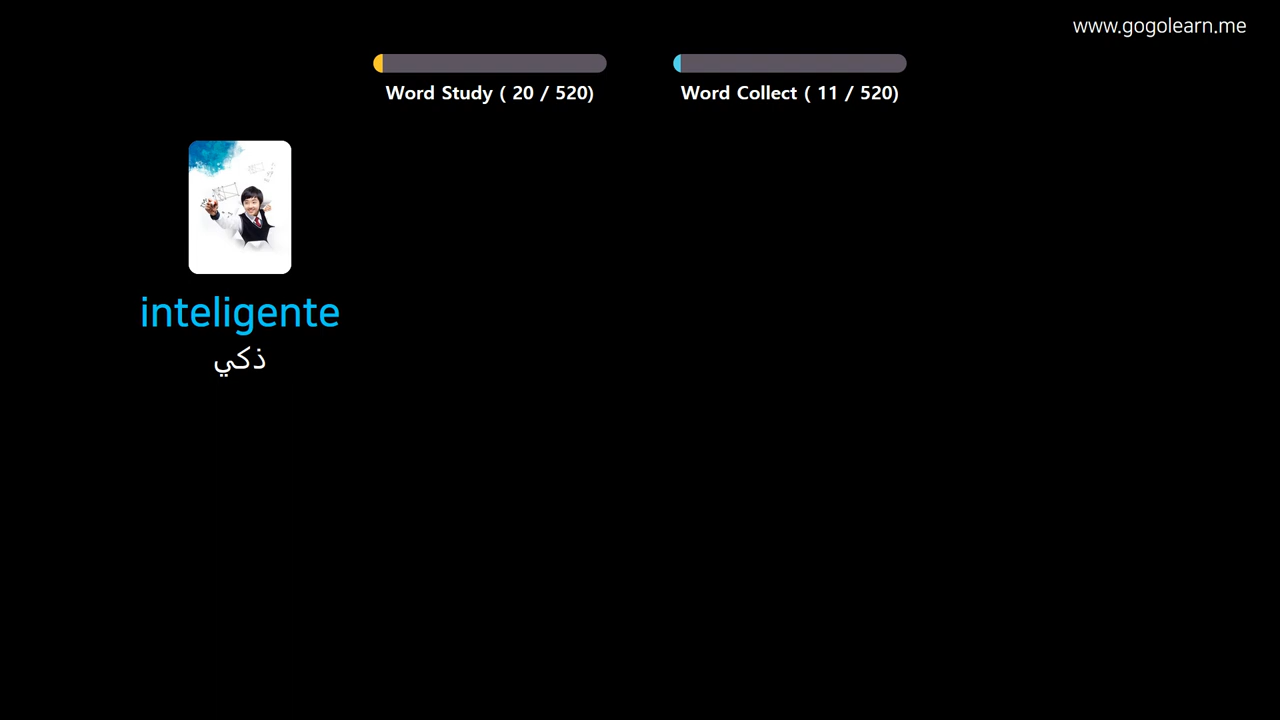 www.gogolearn.me
Word Study ( 20 / 520)
Word Collect ( 11 / 520)
inteligente
ذكي